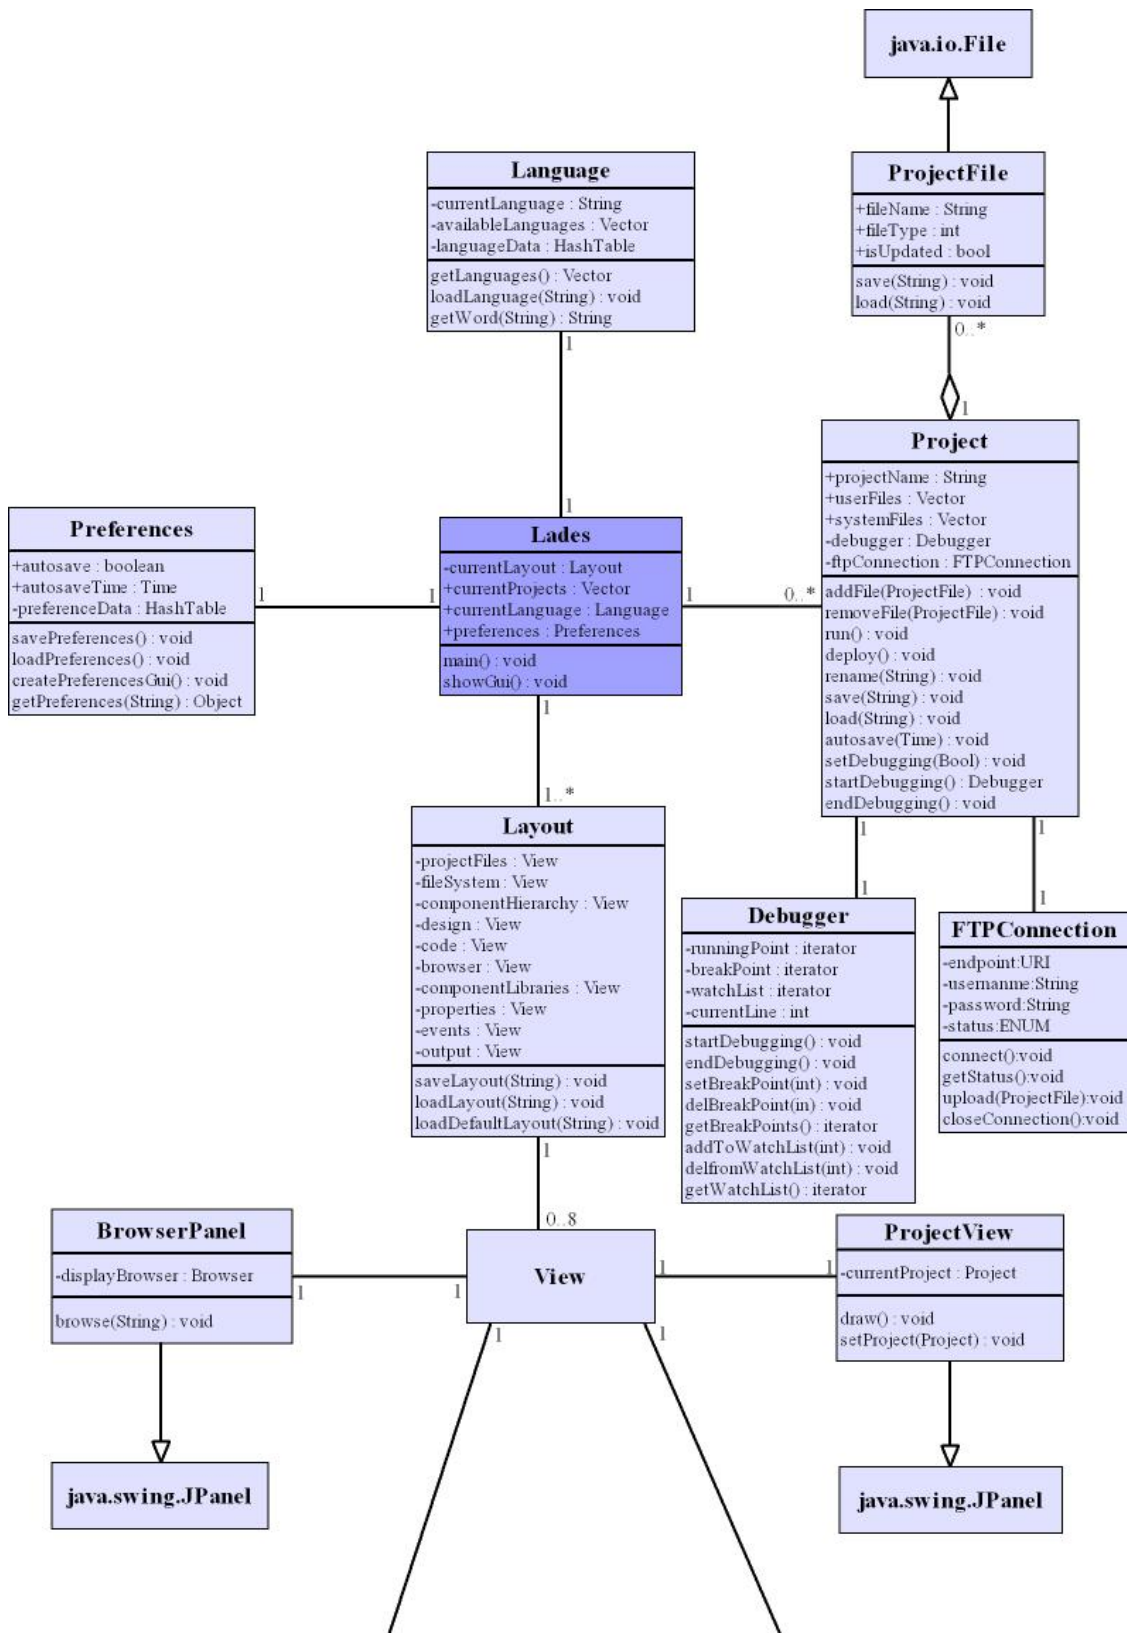 java.io.File
Language
-currentLanguage : String
-availableLanguages : Vector
-languageData : HashTable
getLanguages() : Vector
loadLanguage(String) : void
getWord(String) : String
1
ProjectFile
+fileName : String
+fileType : int
+isUpdated : bool
save(String) : void
load(String) : void
0..*
1
Project
+projectName : String
+userFiles : Vector
+systemFiles : Vector
-debugger : Debugger
-ftpConnection : FTPConnection
addFile(ProjectFile) : void
removeFile(ProjectFile) : void
run() : void
deploy() : void
rename(String) : void
save(String) : void
load(String) : void
autosave(Time) : void
setDebugging(Bool) : void
startDebugging() : Debugger
endDebugging() : void
Preferences
+autosave : boolean
+autosaveTime : Time
-preferenceData : HashTable
savePreferences() : void
loadPreferences() : void
createPreferencesGui() : void
getPreferences(String) : Object
1
1
1
Lades
-currentLayout : Layout
+currentProjects : Vector
+currentLanguage : Language
+preferences : Preferences
main() : void
showGui() : void
1
0..*
1
1..*
Layout
-projectFiles : View
-fileSystem : View
-componentHierarchy : View
-design : View
-code : View
-browser : View
-componentLibraries : View
-properties : View
-events : View
-output : View
saveLayout(String) : void
loadLayout(String) : void
loadDefaultLayout(String) : void
1
0..8
1
1
Debugger
-runningPoint : iterator
-breakPoint : iterator
-watchList : iterator
-currentLine : int
startDebugging() : void
endDebugging() : void
setBreakPoint(int) : void
delBreakPoint(in) : void
getBreakPoints() : iterator
addToWatchList(int) : void
delfromWatchList(int) : void
getWatchList() : iterator
1
1
FTPConnection
-endpoint:URI
-usernanme:String
-password:String
-status:ENUM
connect():void
getStatus():void
upload(ProjectFile):void
closeConnection():void
BrowserPanel
-displayBrowser : Browser
browse(String) : void
1
1
View
1
1
1
1
ProjectView
-currentProject : Project
draw() : void
setProject(Project) : void
java.swing.JPanel
java.swing.JPanel